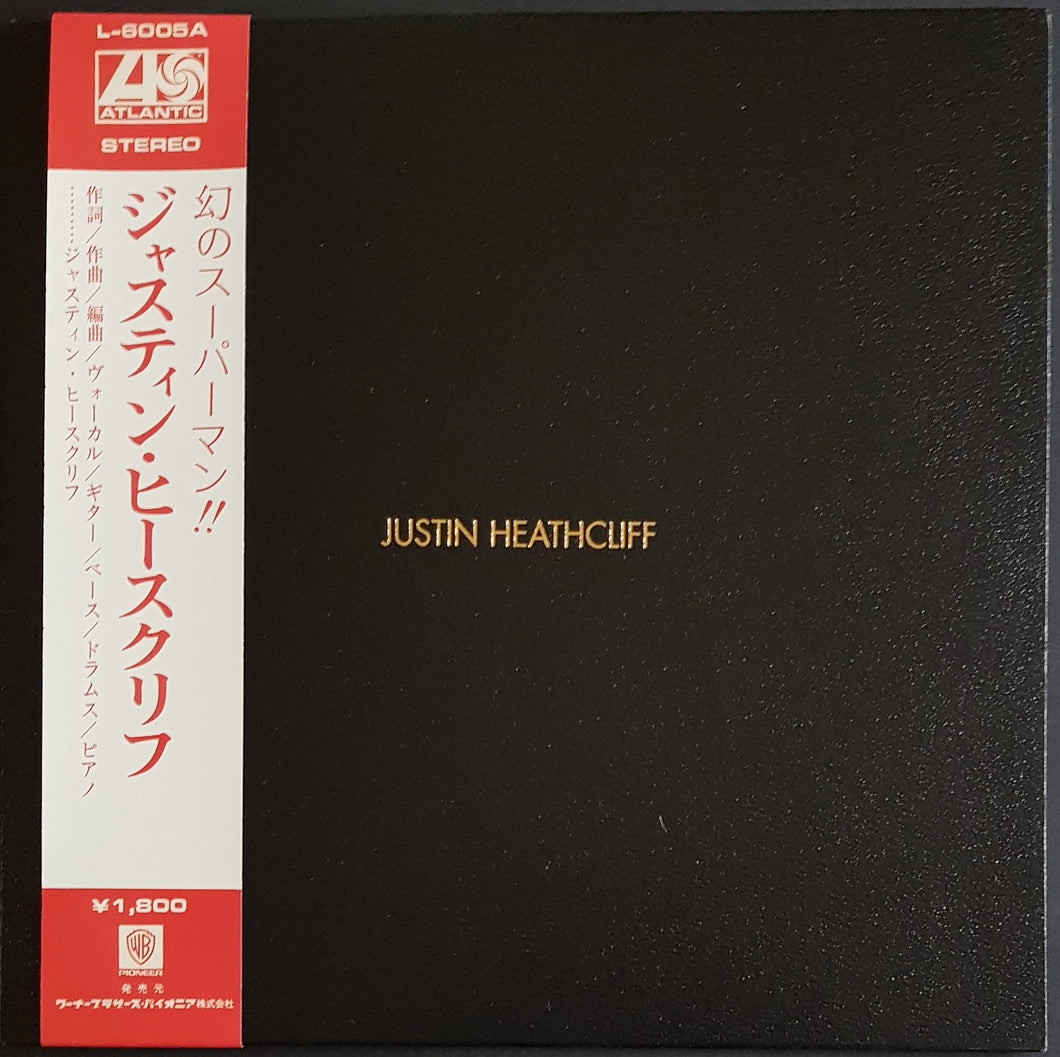 L-6005A
ATLANTIC
STEREO
幻のスーパーマン!!
ジャスティン・ヒースクリフ
作詞/作曲/編曲/ヴォーカル/ギター/ベース/ドラムス/ピアノ
…………ジャスティン・ヒースクリフ
JUSTIN HEATHCLIFF
¥1,800
WB
PIONEER
発売元
ワーナーブラザーズ・パイオニア株式会社